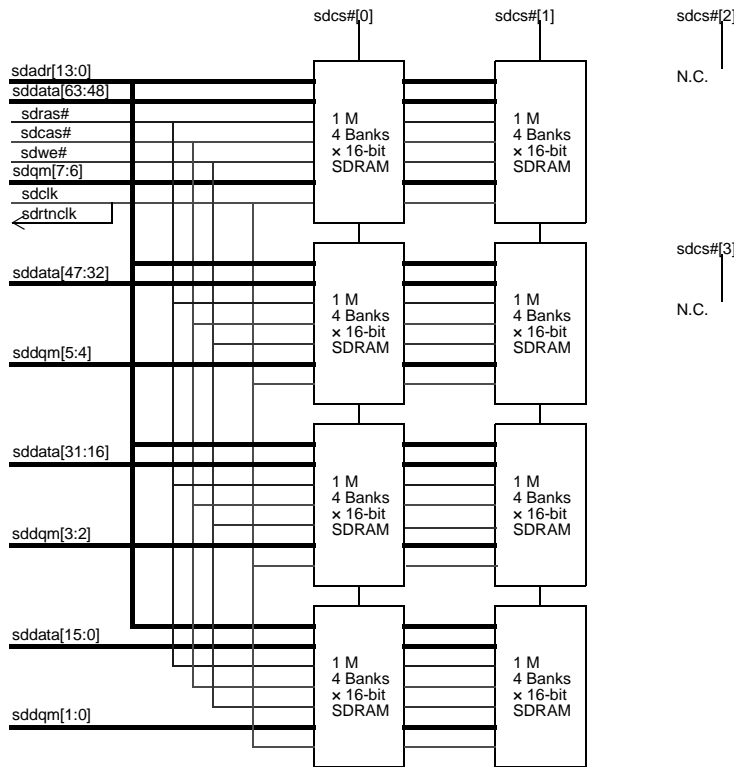 sdcs#[0]
sdcs#[1]
sdcs#[2]
sdadr[13:0]
sddata[63:48]
sdras#
sdcas#
sdwe#
sdqm[7:6]
sdclk
sdrtnclk
1 M
4 Banks
× 16-bit
SDRAM
1 M
4 Banks
× 16-bit
SDRAM
N.C.
sddata[47:32]
sddqm[5:4]
1 M
4 Banks
× 16-bit
SDRAM
1 M
4 Banks
× 16-bit
SDRAM
sdcs#[3]
N.C.
sddata[31:16]
sddqm[3:2]
1 M
4 Banks
× 16-bit
SDRAM
1 M
4 Banks
× 16-bit
SDRAM
sddata[15:0]
sddqm[1:0]
1 M
4 Banks
× 16-bit
SDRAM
1 M
4 Banks
× 16-bit
SDRAM